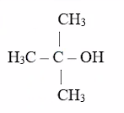 CH₃
|
H₃C – C – OH
|
CH₃